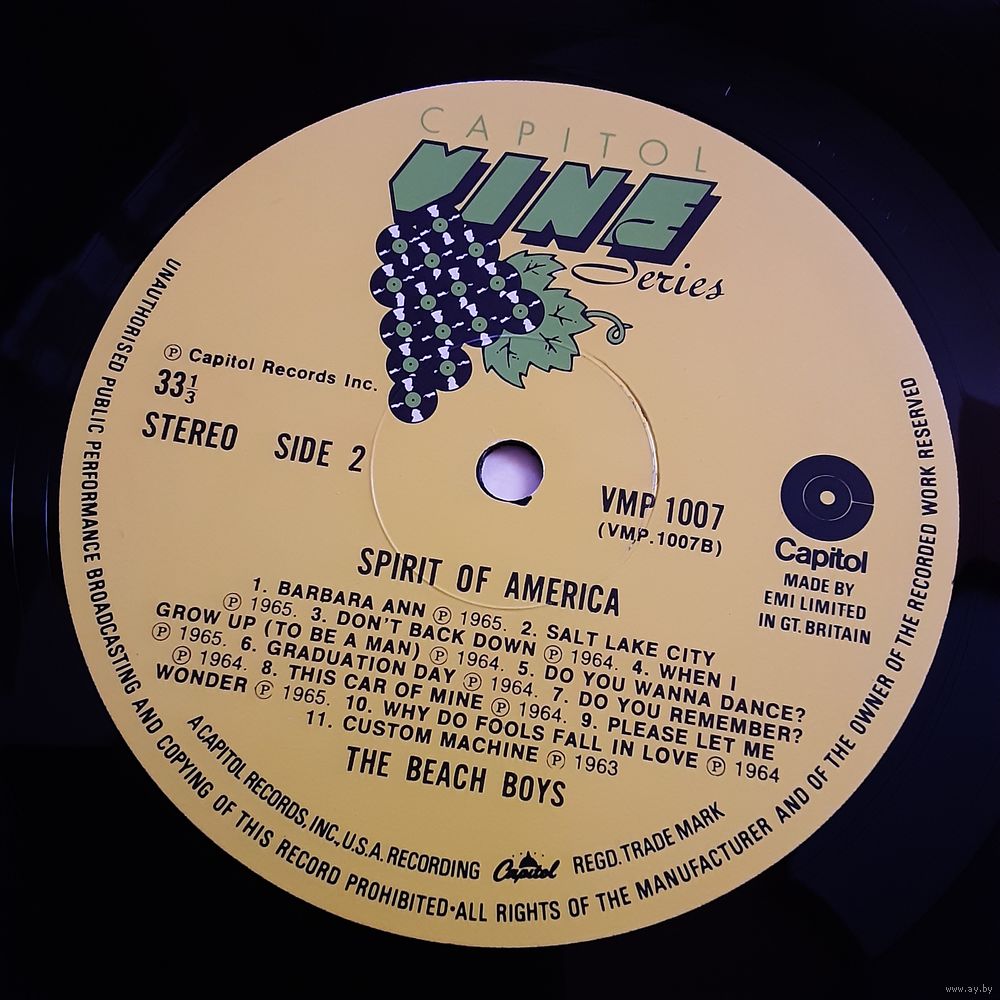 CAPITOL
VINE
Series
Ⓟ Capitol Records Inc.
33⅓
STEREO SIDE 2
VMP 1007
(VMP.1007B)
Capitol
MADE BY
EMI LIMITED
IN GT. BRITAIN
SPIRIT OF AMERICA
1. BARBARA ANN Ⓟ 1965. 2. SALT LAKE CITY
Ⓟ 1965. 3. DON'T BACK DOWN Ⓟ 1964. 4. WHEN I
GROW UP (TO BE A MAN) Ⓟ 1964. 5. DO YOU WANNA DANCE?
Ⓟ 1965. 6. GRADUATION DAY Ⓟ 1964. 7. DO YOU REMEMBER?
Ⓟ 1964. 8. THIS CAR OF MINE Ⓟ 1964. 9. PLEASE LET ME
WONDER Ⓟ 1965. 10. WHY DO FOOLS FALL IN LOVE Ⓟ 1964
11. CUSTOM MACHINE Ⓟ 1963
THE BEACH BOYS
A CAPITOL RECORDS, INC., U.S.A. RECORDING Capitol REGD. TRADE MARK
UNAUTHORISED PUBLIC PERFORMANCE BROADCASTING AND COPYING OF THIS RECORD PROHIBITED•ALL RIGHTS OF THE MANUFACTURER AND OF THE OWNER OF THE RECORDED WORK RESERVED
www.ay.by